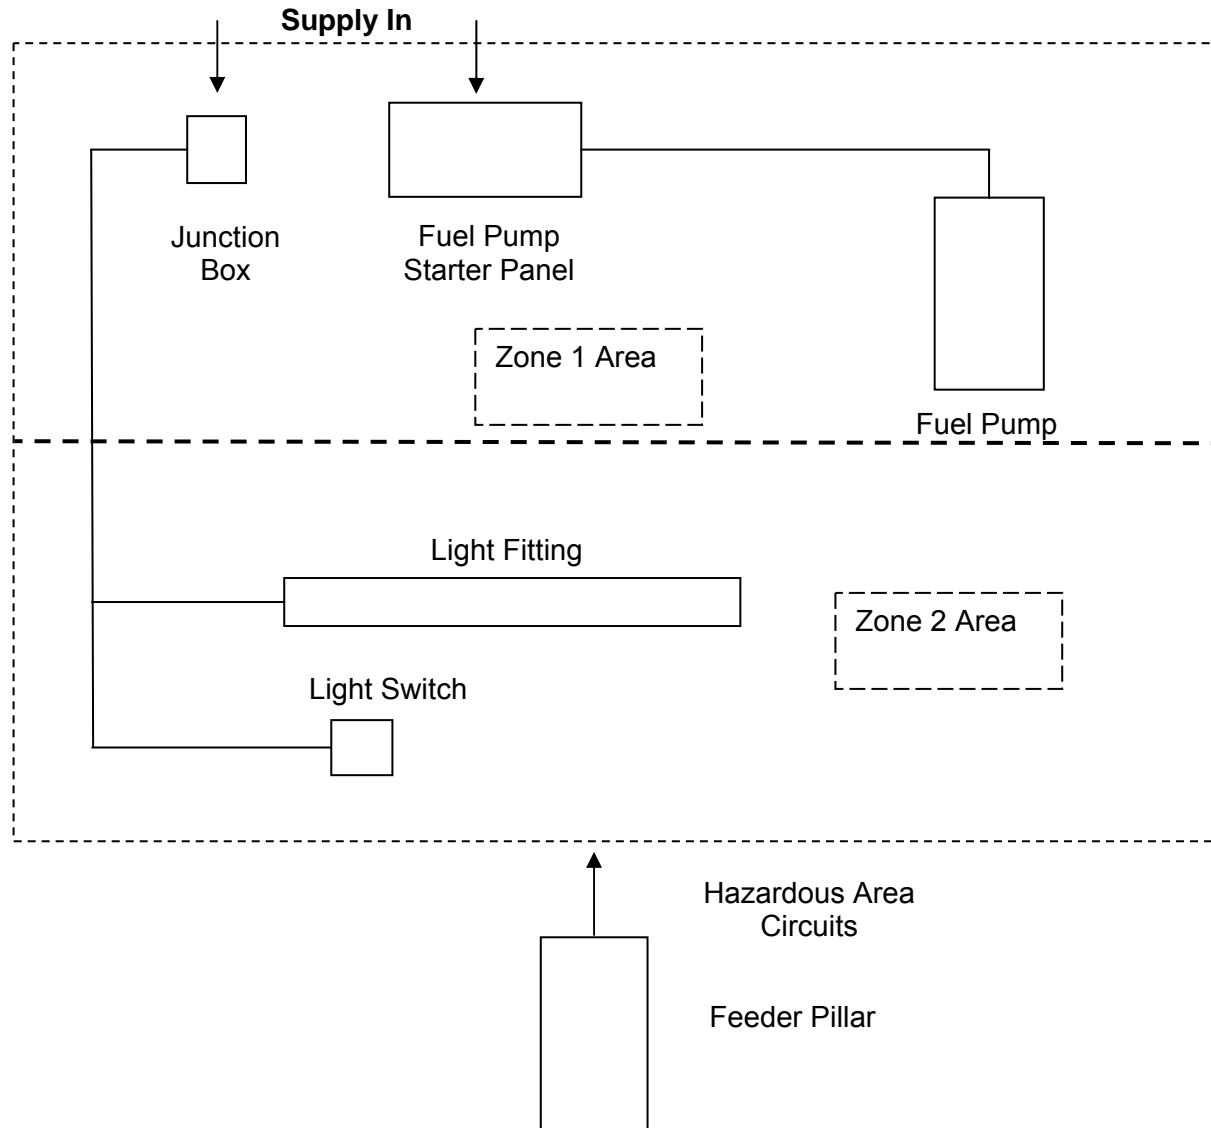 Supply In
Junction
Box
Fuel Pump
Starter Panel
Zone 1 Area
Fuel Pump
Light Fitting
Zone 2 Area
Light Switch
Hazardous Area
Circuits
Feeder Pillar